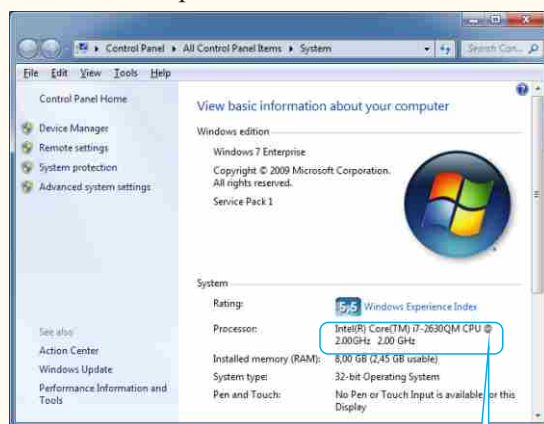 Control Panel ▸ All Control Panel Items ▸ System
Search Con...
File Edit View Tools Help
Control Panel Home
Device Manager
Remote settings
System protection
Advanced system settings
See also
Action Center
Windows Update
Performance Information and
Tools
View basic information about your computer
Windows edition
Windows 7 Enterprise
Copyright © 2009 Microsoft Corporation.
All rights reserved.
Service Pack 1
System
Rating: 5,5 Windows Experience Index
Processor: Intel(R) Core(TM) i7-2630QM CPU @
2.00GHz 2.00 GHz
Installed memory (RAM): 8,00 GB (2,45 GB usable)
System type: 32-bit Operating System
Pen and Touch: No Pen or Touch Input is available for this
Display